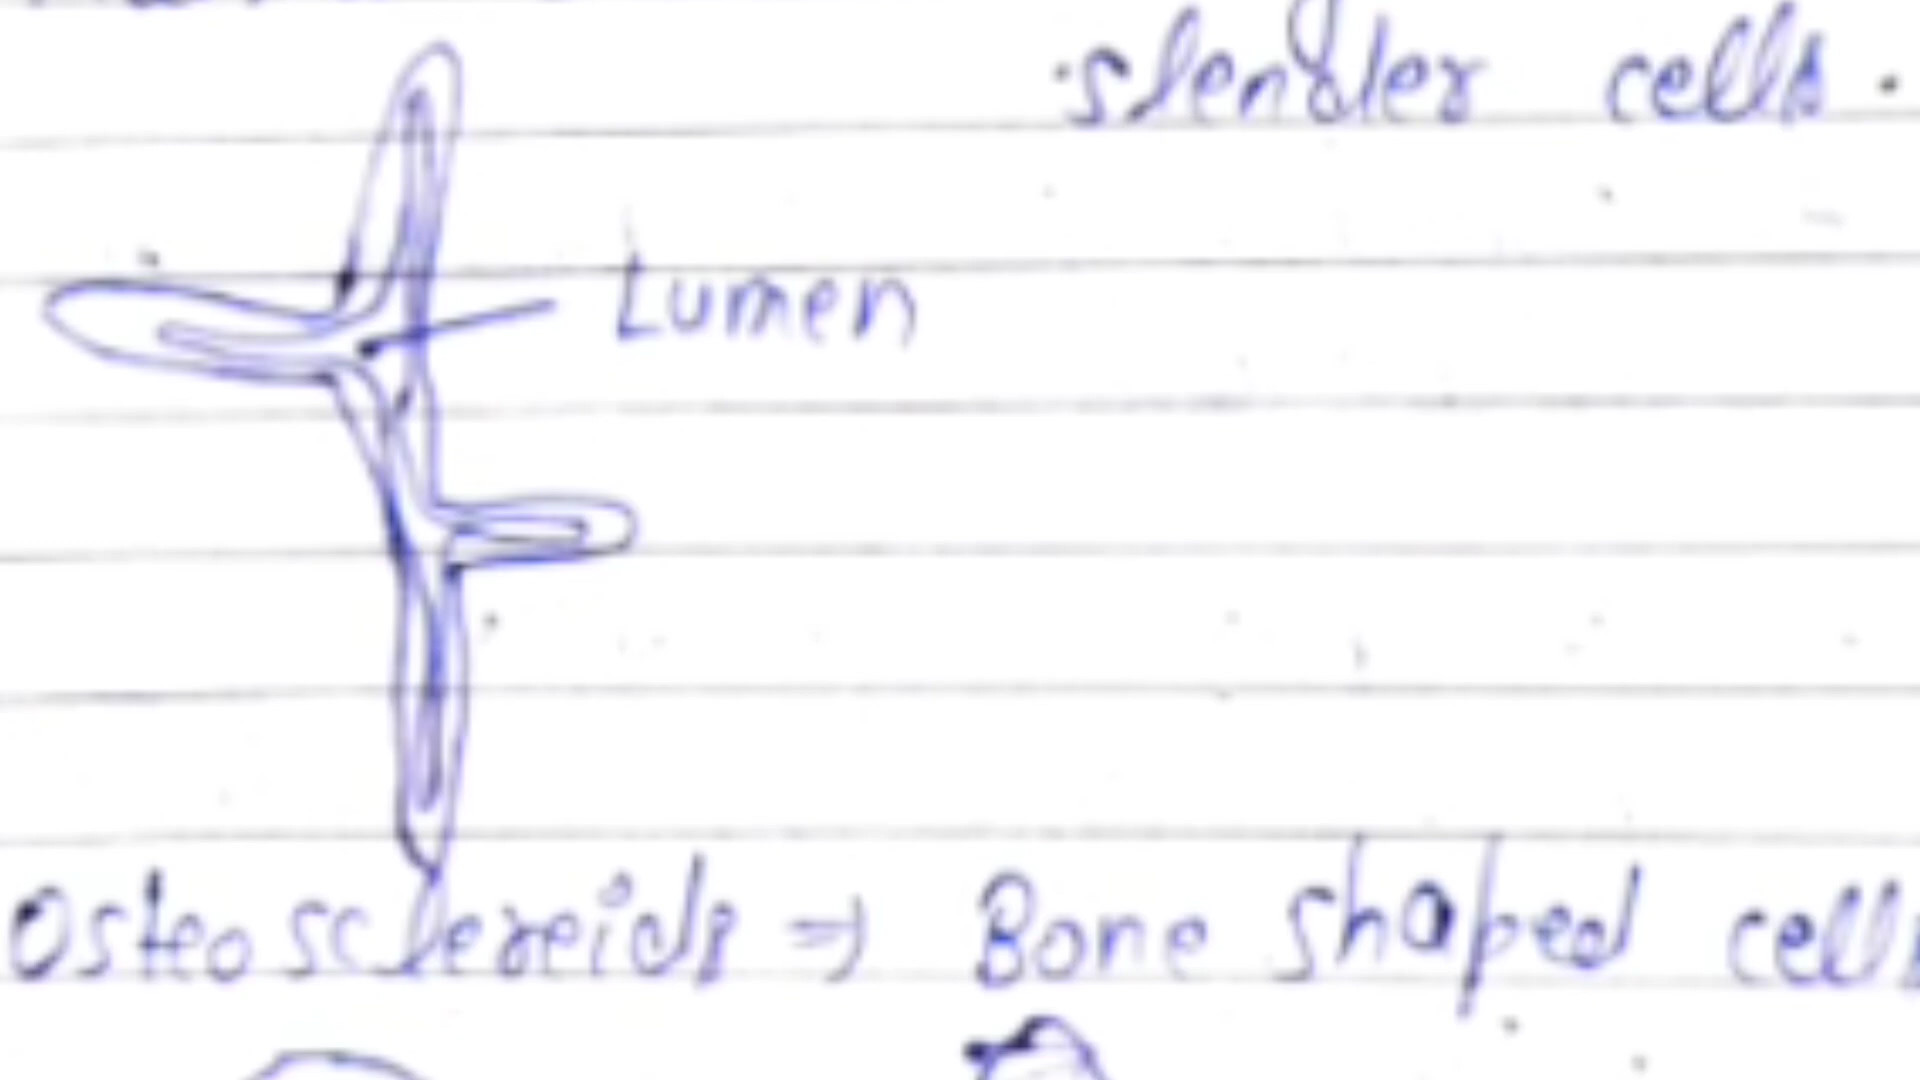 slender cells.
Lumen
Osteosclereids ⇒ Bone shaped cells